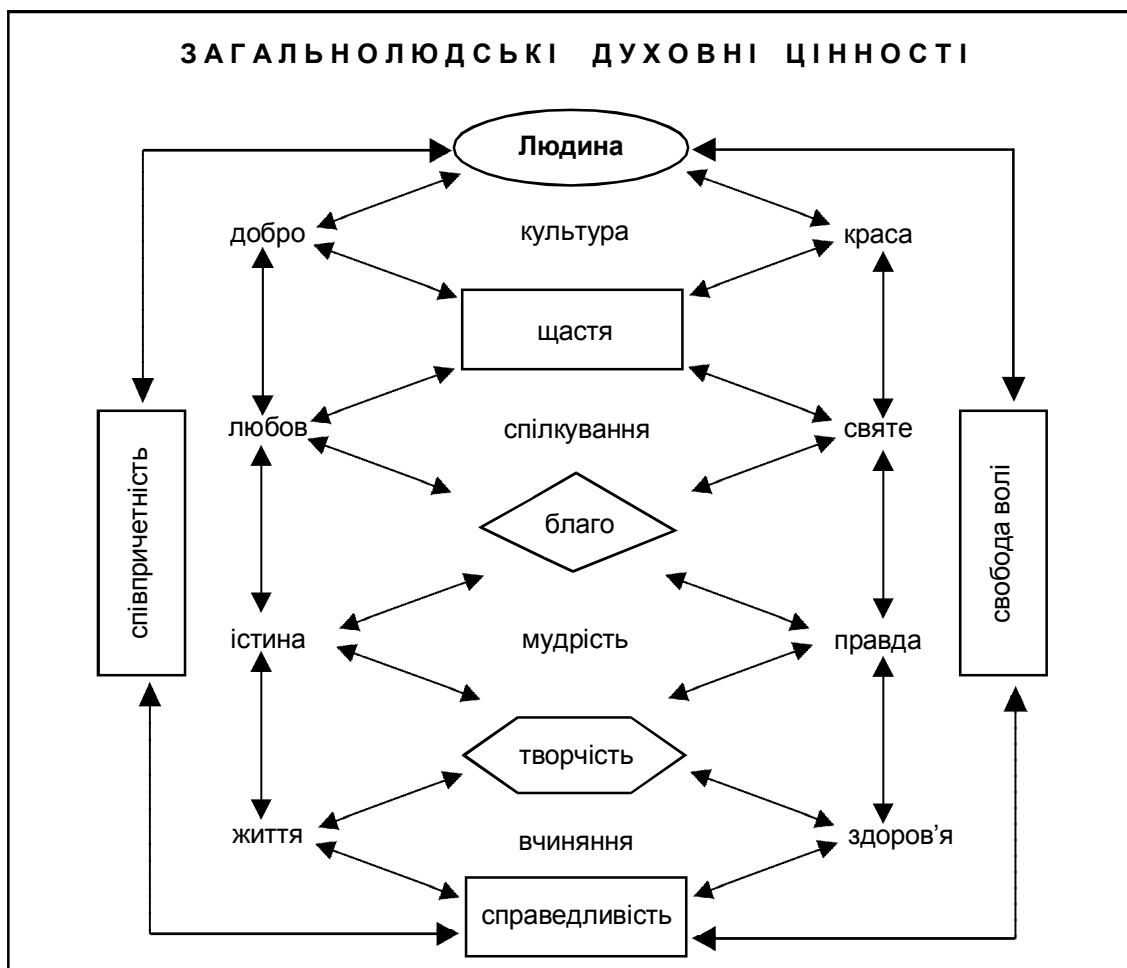 ЗАГАЛЬНОЛЮДСЬКІ ДУХОВНІ ЦІННОСТІ
Людина
добро
культура
краса
щастя
любов
спілкування
святе
співпричетність
благо
свобода волі
істина
мудрість
правда
творчість
життя
вчиняння
здоров’я
справедливість